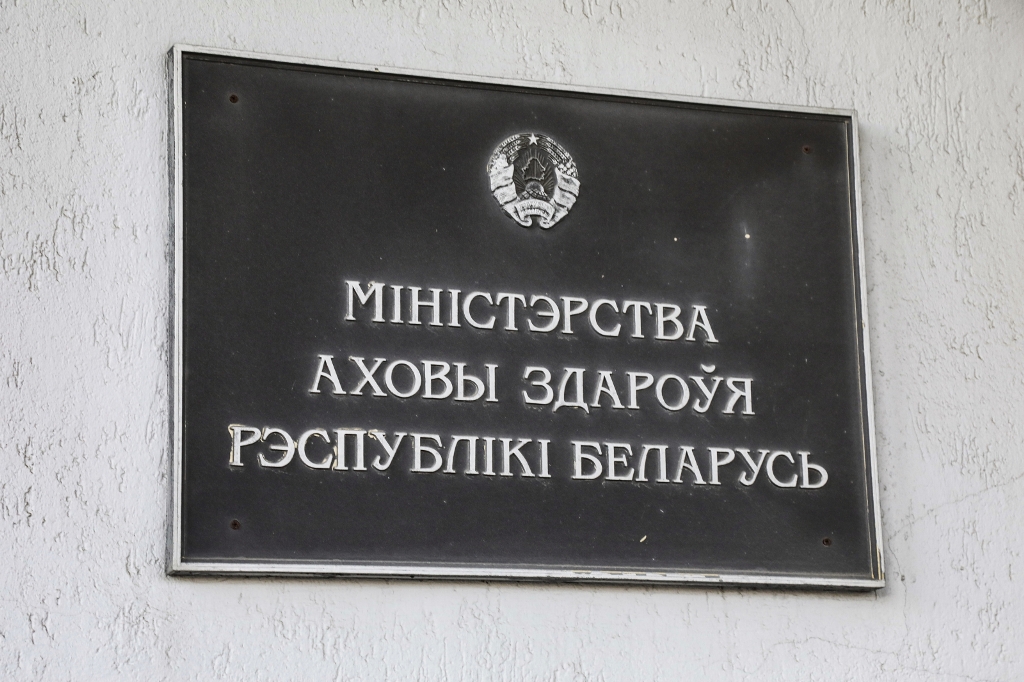 МІНІСТЭРСТВА
АХОВЫ ЗДАРОЎЯ
РЭСПУБЛІКІ БЕЛАРУСЬ